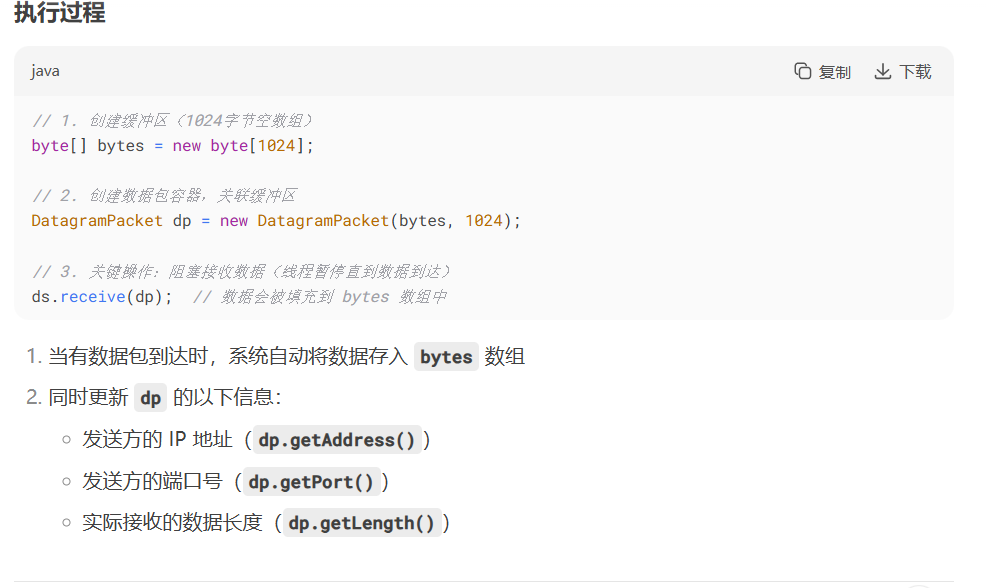 执行过程
java 复制 下载
// 1. 创建缓冲区（1024字节空数组）
byte[] bytes = new byte[1024];
// 2. 创建数据包容器，关联缓冲区
DatagramPacket dp = new DatagramPacket(bytes, 1024);
// 3. 关键操作：阻塞接收数据（线程暂停直到数据到达）
ds.receive(dp);  // 数据会被填充到 bytes 数组中
1. 当有数据包到达时，系统自动将数据存入 bytes 数组
2. 同时更新 dp 的以下信息：
○ 发送方的 IP 地址（dp.getAddress()）
○ 发送方的端口号（dp.getPort()）
○ 实际接收的数据长度（dp.getLength()）